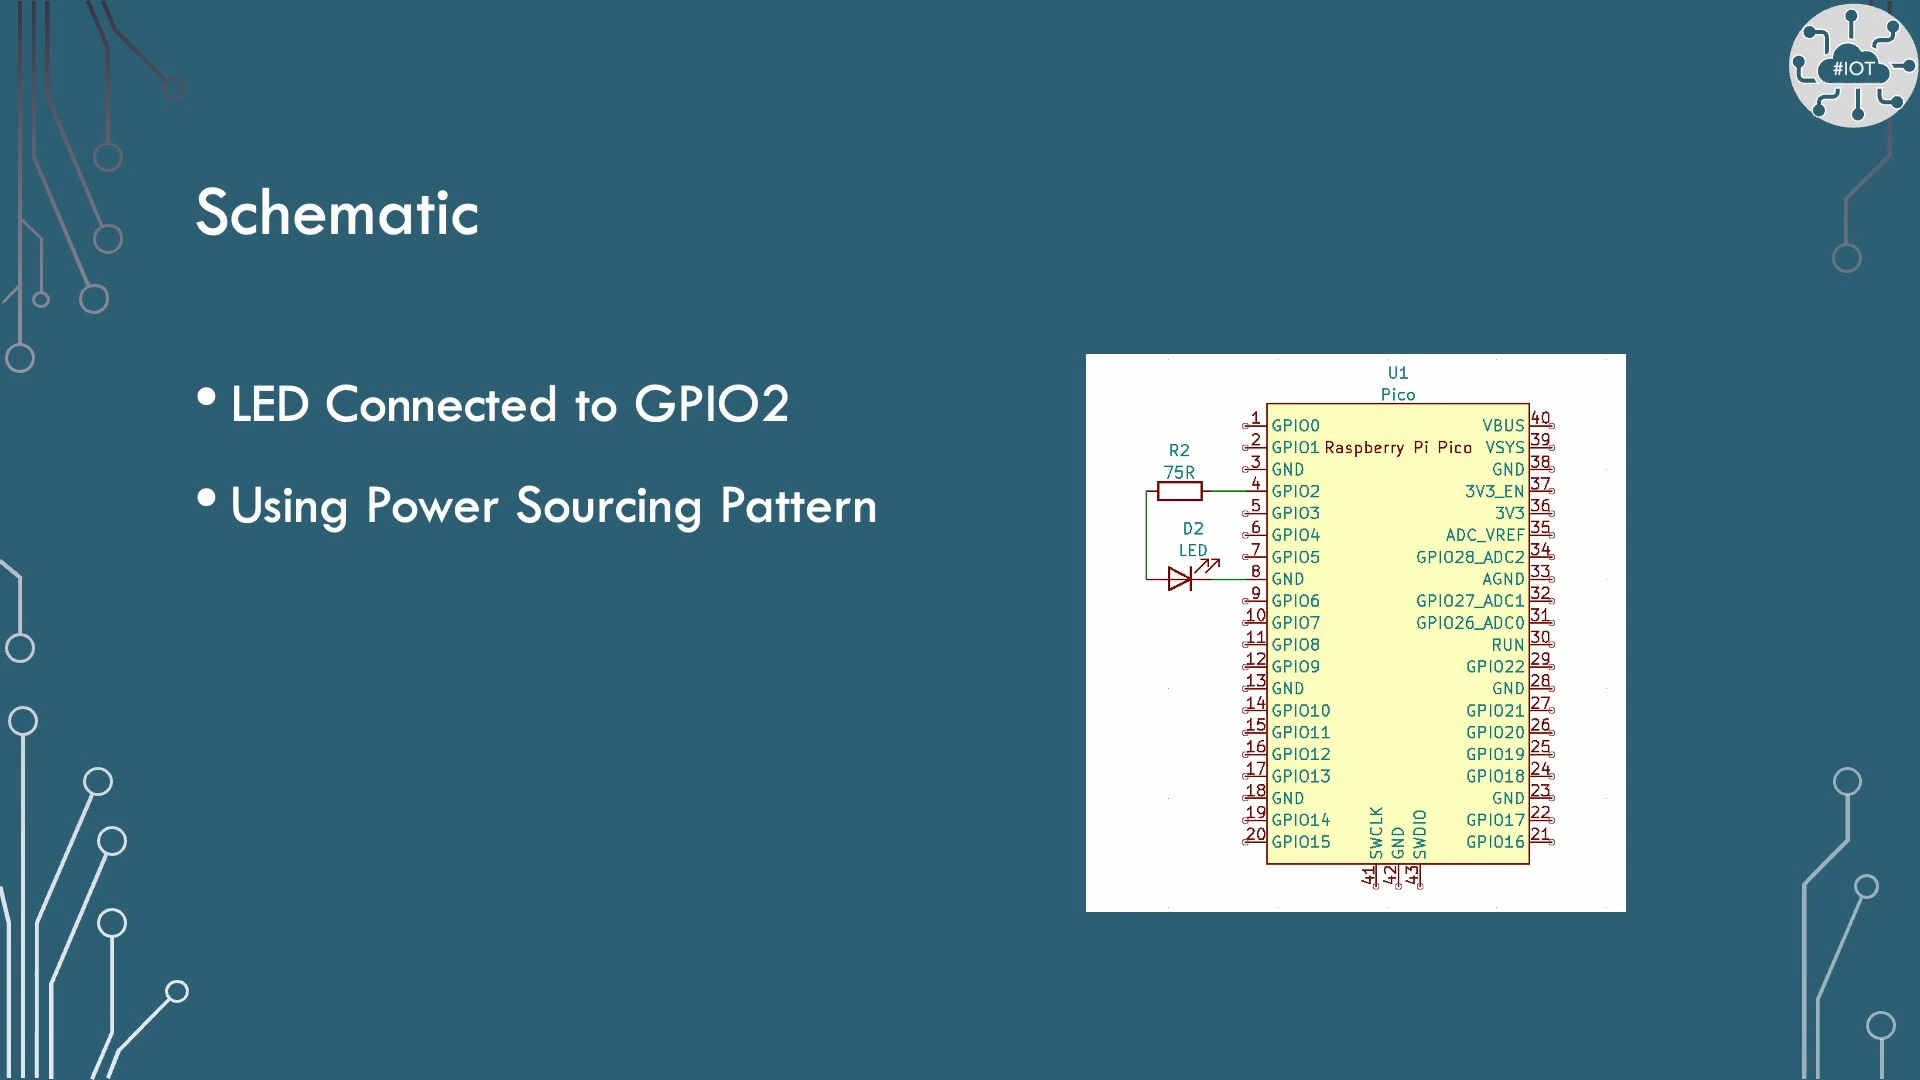 #IOT
Schematic
• LED Connected to GPIO2
• Using Power Sourcing Pattern
U1
Pico
Raspberry Pi Pico
R2
75R
D2
LED
1 GPIO0
2 GPIO1
3 GND
4 GPIO2
5 GPIO3
6 GPIO4
7 GPIO5
8 GND
9 GPIO6
10 GPIO7
11 GPIO8
12 GPIO9
13 GND
14 GPIO10
15 GPIO11
16 GPIO12
17 GPIO13
18 GND
19 GPIO14
20 GPIO15
VBUS 40
VSYS 39
GND 38
3V3_EN 37
3V3 36
ADC_VREF 35
GPIO28_ADC2 34
AGND 33
GPIO27_ADC1 32
GPIO26_ADC0 31
RUN 30
GPIO22 29
GND 28
GPIO21 27
GPIO20 26
GPIO19 25
GPIO18 24
GND 23
GPIO17 22
GPIO16 21
SWCLK 41
GND 42
SWDIO 43